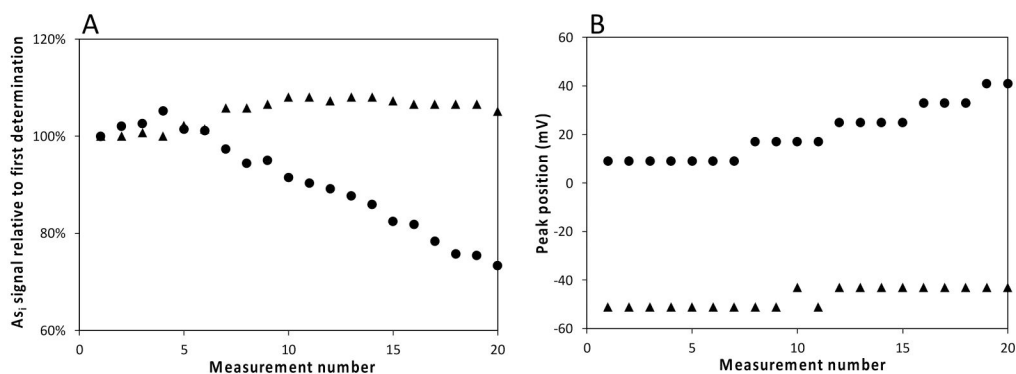 A
As_i signal relative to first determination
120%
100%
80%
60%
0 5 10 15 20
Measurement number
B
Peak position (mV)
60
40
20
0
-20
-40
-60
0 5 10 15 20
Measurement number